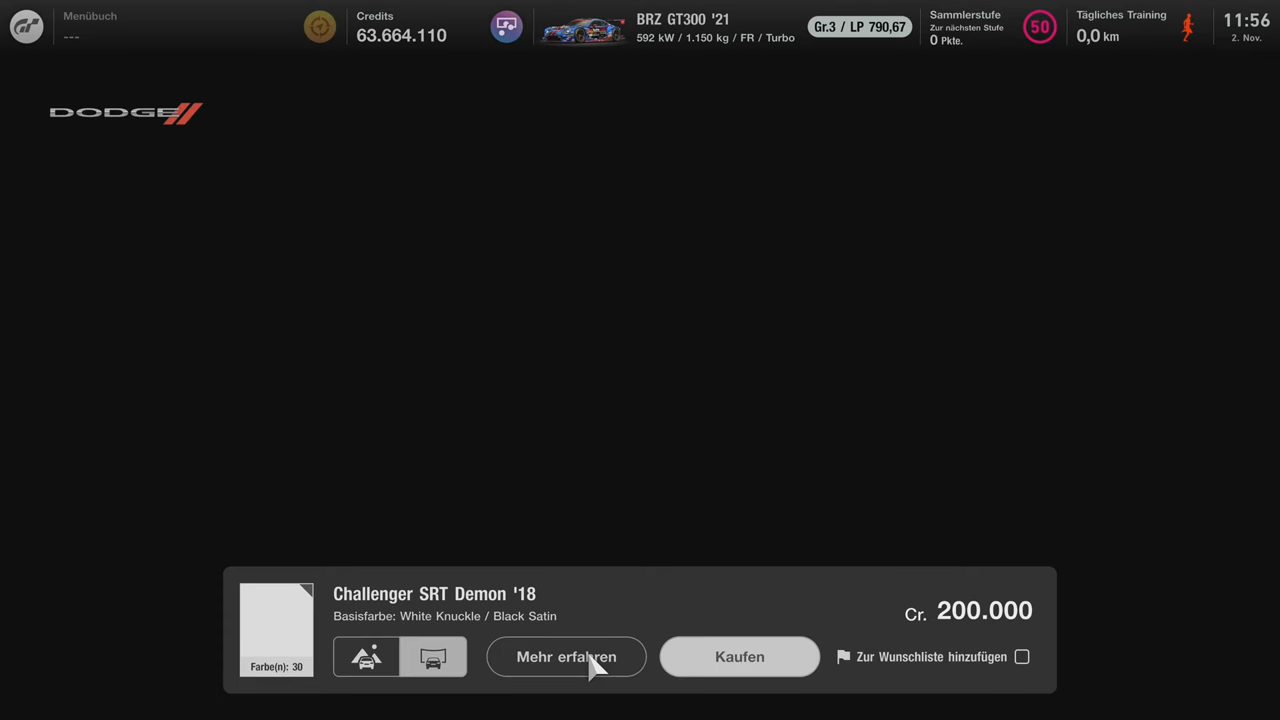 Menübuch
---
Credits
63.664.110
BRZ GT300 '21
592 kW / 1.150 kg / FR / Turbo
Gr.3 / LP 790,67
Sammlerstufe
Zur nächsten Stufe
0 Pkte.
50
Tägliches Training
0,0 km
11:56
2. Nov.
DODGE
Challenger SRT Demon '18
Basisfarbe: White Knuckle / Black Satin
Farbe(n): 30
Mehr erfahren
Kaufen
Cr. 200.000
Zur Wunschliste hinzufügen